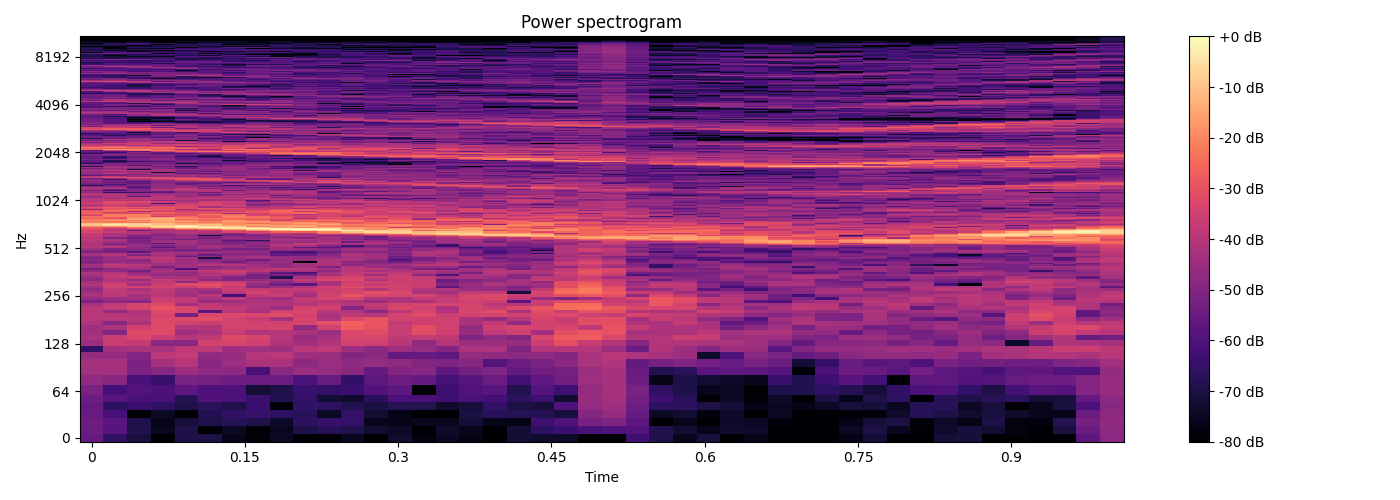 Power spectrogram
Hz
8192
4096
2048
1024
512
256
128
64
0
0 0.15 0.3 0.45 0.6 0.75 0.9
Time
+0 dB
-10 dB
-20 dB
-30 dB
-40 dB
-50 dB
-60 dB
-70 dB
-80 dB